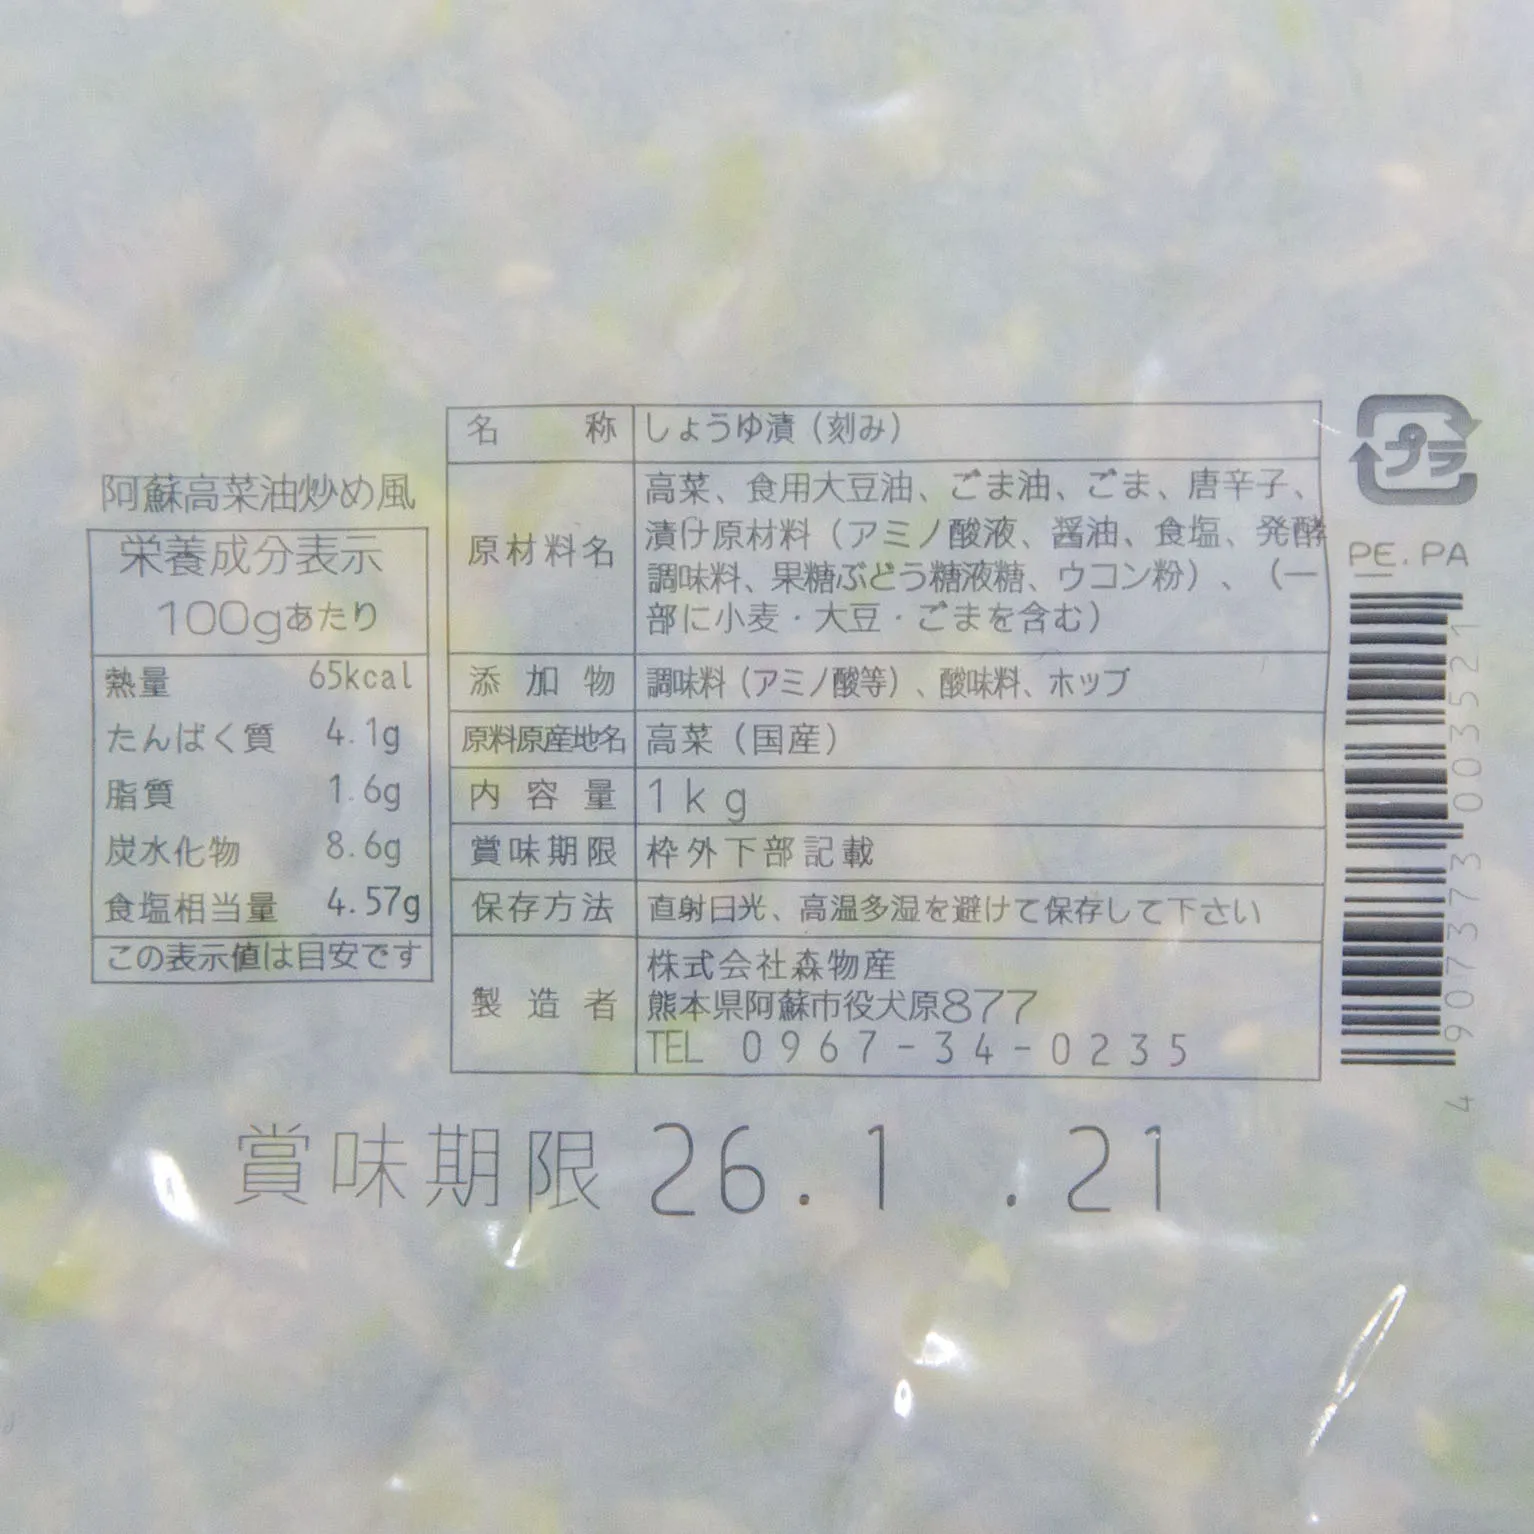 阿蘇高菜油炒め風
栄養成分表示
100gあたり
熱量 65kcal
たんぱく質 4.1g
脂質 1.6g
炭水化物 8.6g
食塩相当量 4.57g
この表示値は目安です
名称 しょうゆ漬（刻み）
原材料名 高菜、食用大豆油、ごま油、ごま、唐辛子、
漬け原材料（アミノ酸液、醤油、食塩、発酵
調味料、果糖ぶどう糖液糖、ウコン粉）、（一
部に小麦・大豆・ごまを含む）
添加物 調味料（アミノ酸等）、酸味料、ホップ
原料原産地名 高菜（国産）
内容量 1kg
賞味期限 枠外下部記載
保存方法 直射日光、高温多湿を避けて保存して下さい
製造者 株式会社森物産
熊本県阿蘇市役犬原877
TEL 0967-34-0235
プラ
PE.PA
4907373003521
賞味期限 26.1 .21